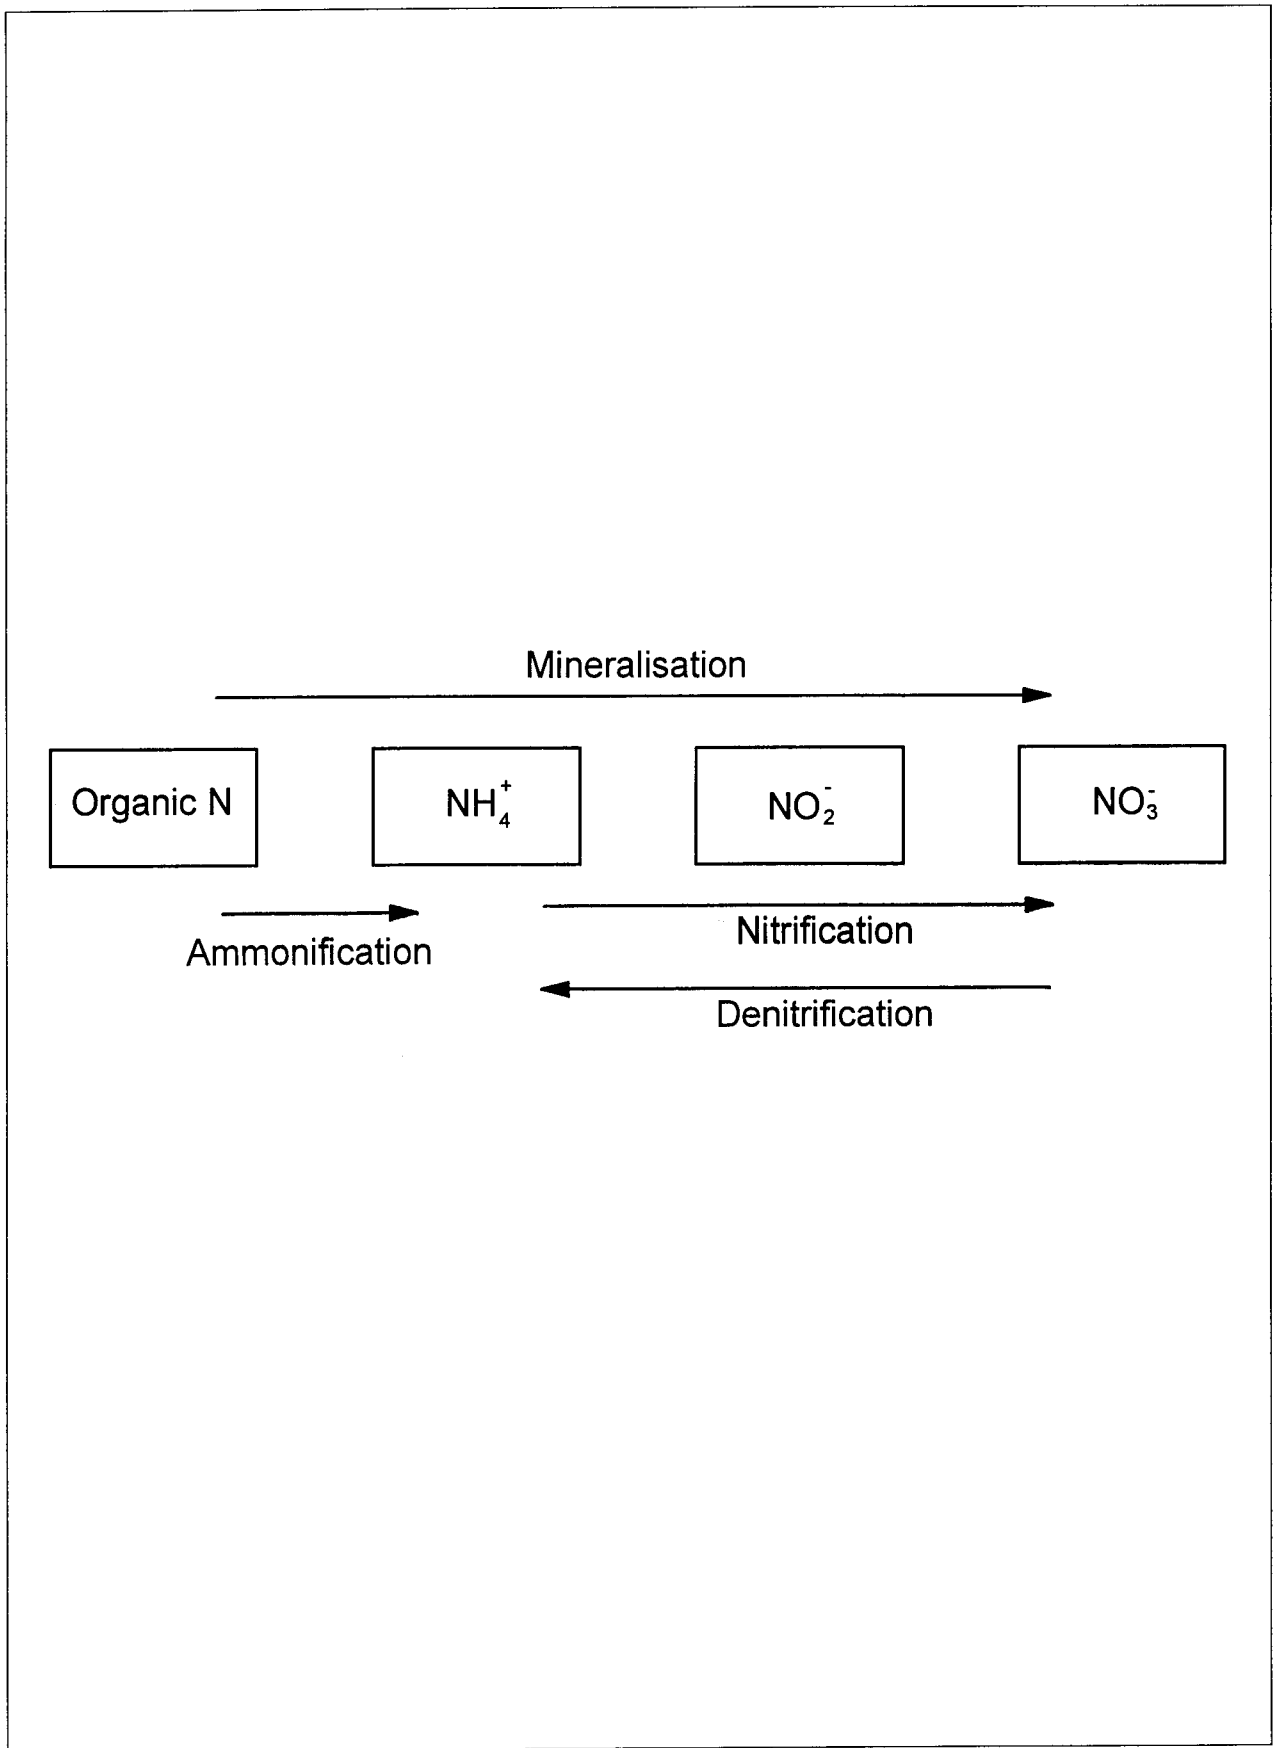 Mineralisation
Organic N
NH₄⁺
NO₂⁻
NO₃⁻
Ammonification
Nitrification
Denitrification